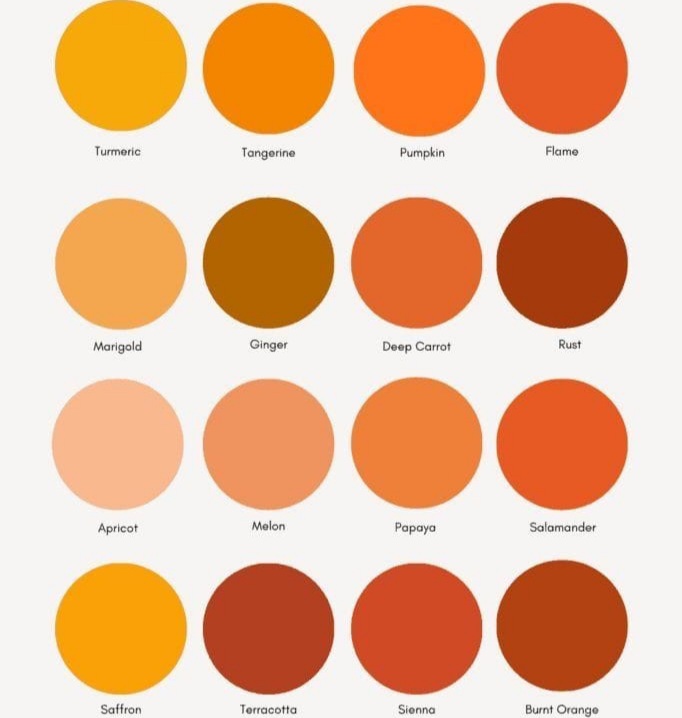 Turmeric
Tangerine
Pumpkin
Flame
Marigold
Ginger
Deep Carrot
Rust
Apricot
Melon
Papaya
Salamander
Saffron
Terracotta
Sienna
Burnt Orange